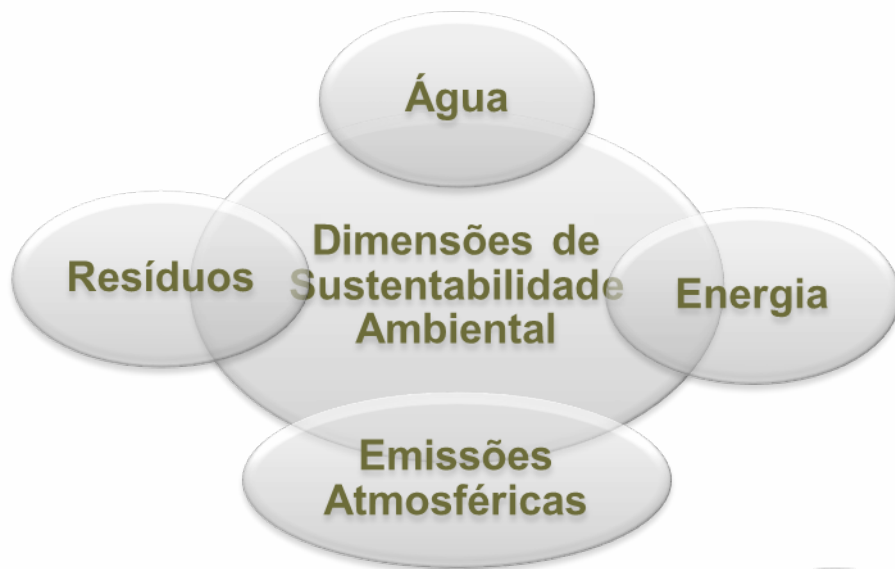 Água
Dimensões de
Sustentabilidade
Ambiental
Resíduos
Energia
Emissões
Atmosféricas